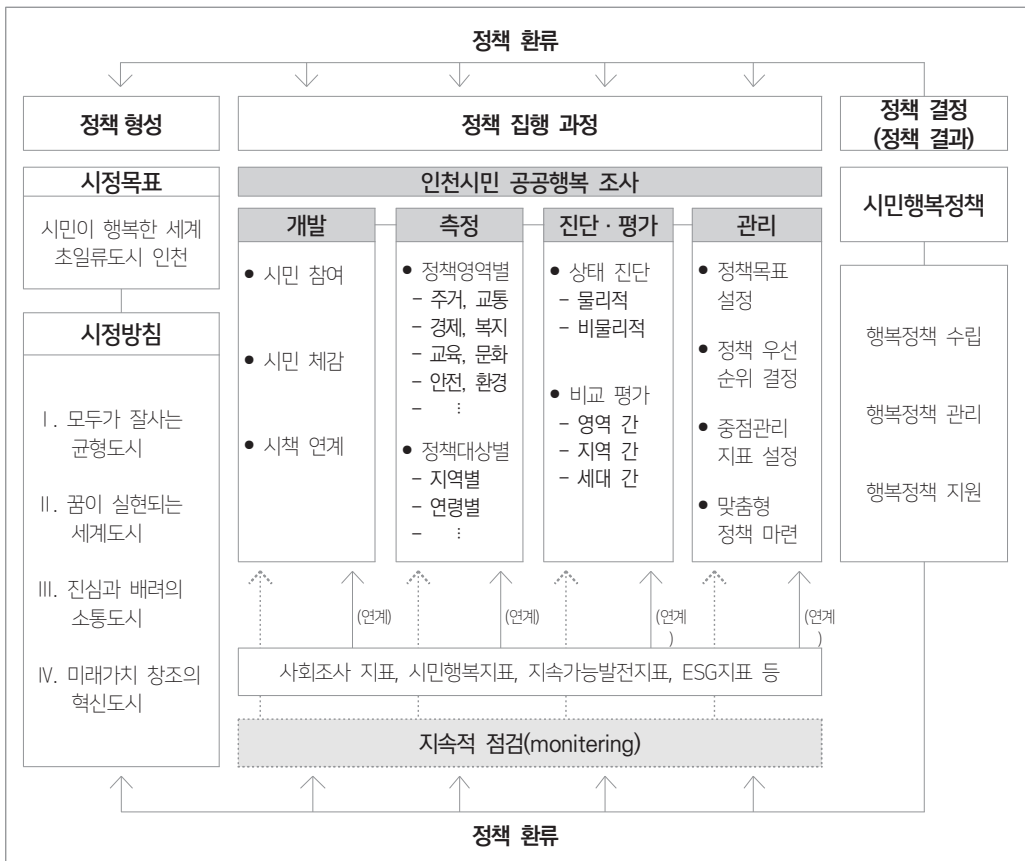 정책 환류
정책 형성
정책 집행 과정
정책 결정
(정책 결과)
시정목표
시민이 행복한 세계
초일류도시 인천
시정방침
Ⅰ. 모두가 잘사는
균형도시
Ⅱ. 꿈이 실현되는
세계도시
Ⅲ. 진심과 배려의
소통도시
Ⅳ. 미래가치 창조의
혁신도시
인천시민 공공행복 조사
개발
● 시민 참여
● 시민 체감
● 시책 연계
측정
● 정책영역별
- 주거, 교통
- 경제, 복지
- 교육, 문화
- 안전, 환경
- ⋮
● 정책대상별
- 지역별
- 연령별
- ⋮
진단 · 평가
● 상태 진단
- 물리적
- 비물리적
● 비교 평가
- 영역 간
- 지역 간
- 세대 간
관리
● 정책목표
설정
● 정책 우선
순위 결정
● 중점관리
지표 설정
● 맞춤형
정책 마련
시민행복정책
행복정책 수립
행복정책 관리
행복정책 지원
(연계)
(연계)
(연계
)
(연계
)
사회조사 지표, 시민행복지표, 지속가능발전지표, ESG지표 등
지속적 점검(monitering)
정책 환류